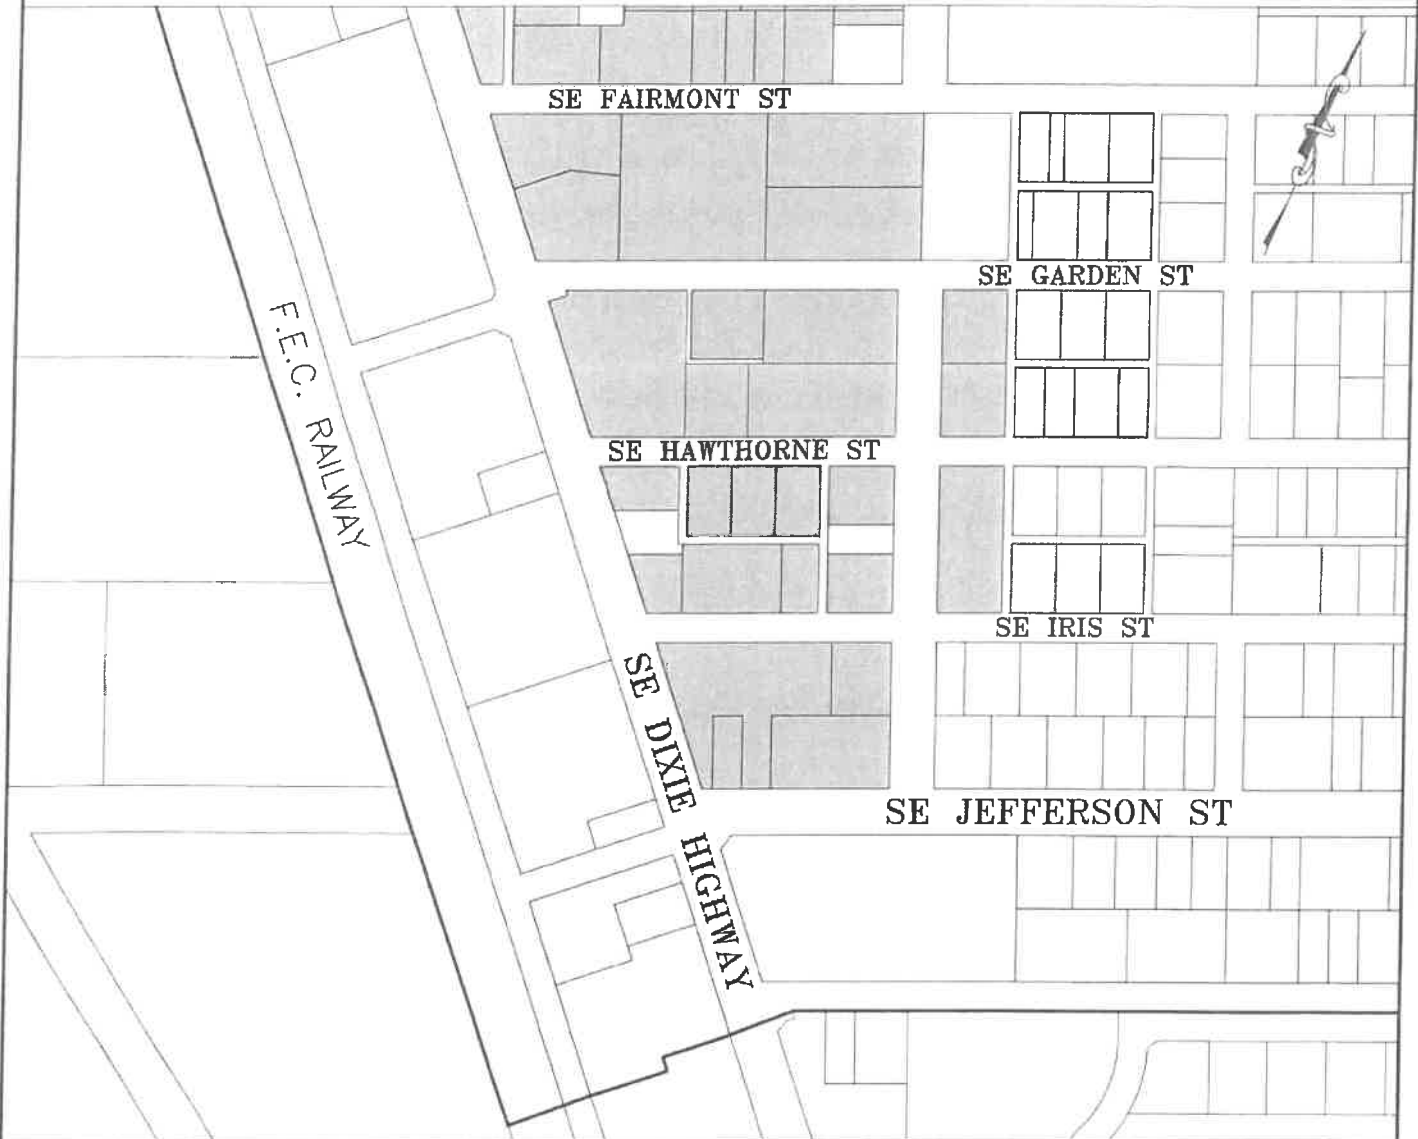 SE FAIRMONT ST
SE GARDEN ST
F.E.C. RAILWAY
SE HAWTHORNE ST
SE IRIS ST
SE DIXIE HIGHWAY
SE JEFFERSON ST